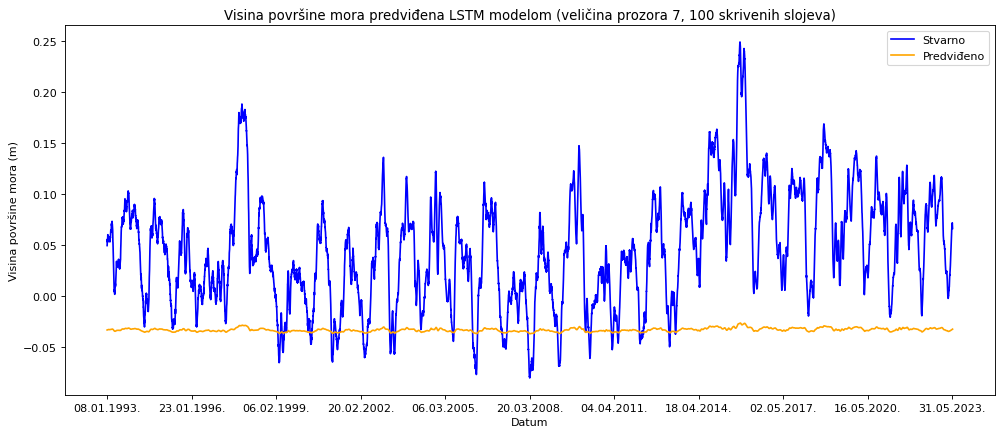 Visina površine mora predviđena LSTM modelom (veličina prozora 7, 100 skrivenih slojeva)
Stvarno
Predviđeno
Visina površine mora (m)
0.25
0.20
0.15
0.10
0.05
0.00
−0.05
08.01.1993. 23.01.1996. 06.02.1999. 20.02.2002. 06.03.2005. 20.03.2008. 04.04.2011. 18.04.2014. 02.05.2017. 16.05.2020. 31.05.2023.
Datum